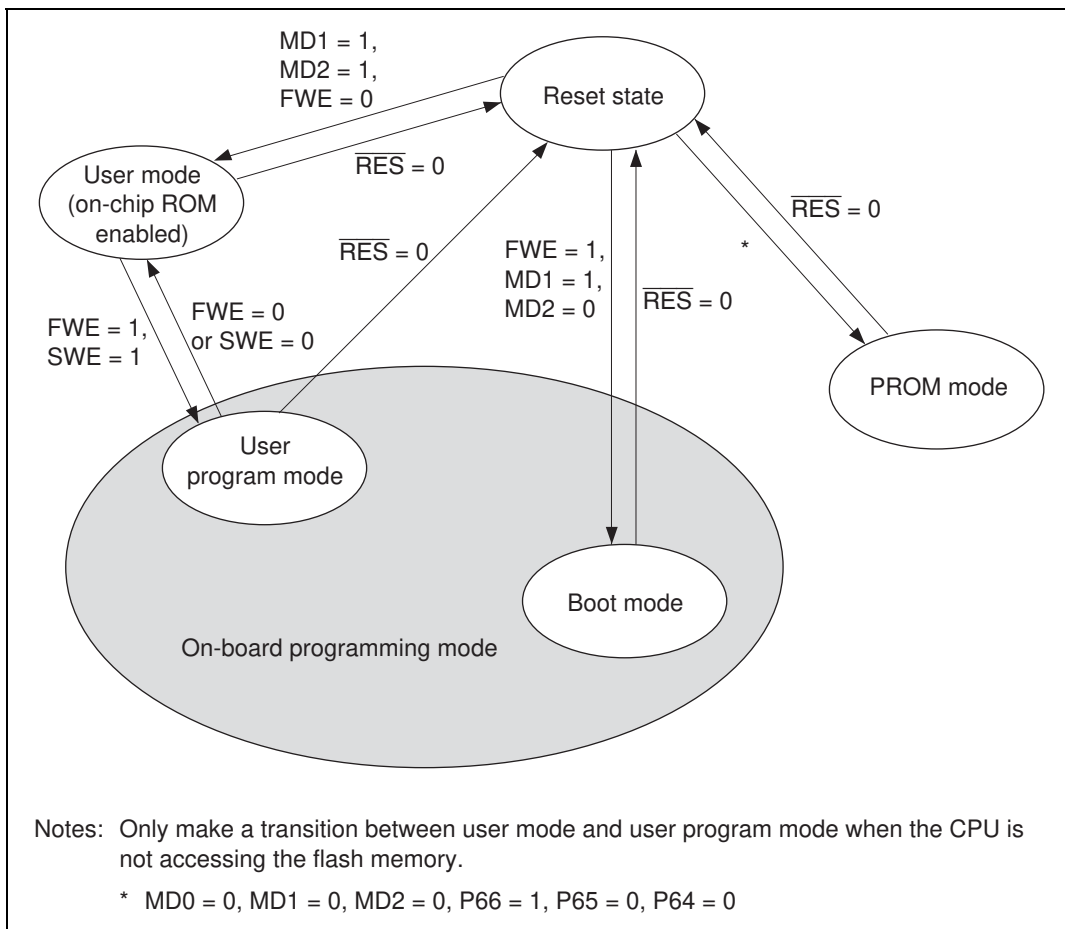 MD1 = 1,
MD2 = 1,
FWE = 0
Reset state
RES = 0
User mode
(on-chip ROM
enabled)
RES = 0
RES = 0
*
FWE = 1,
MD1 = 1,
MD2 = 0
RES = 0
FWE = 0
or SWE = 0
FWE = 1,
SWE = 1
PROM mode
User
program mode
Boot mode
On-board programming mode
Notes: Only make a transition between user mode and user program mode when the CPU is
not accessing the flash memory.
* MD0 = 0, MD1 = 0, MD2 = 0, P66 = 1, P65 = 0, P64 = 0